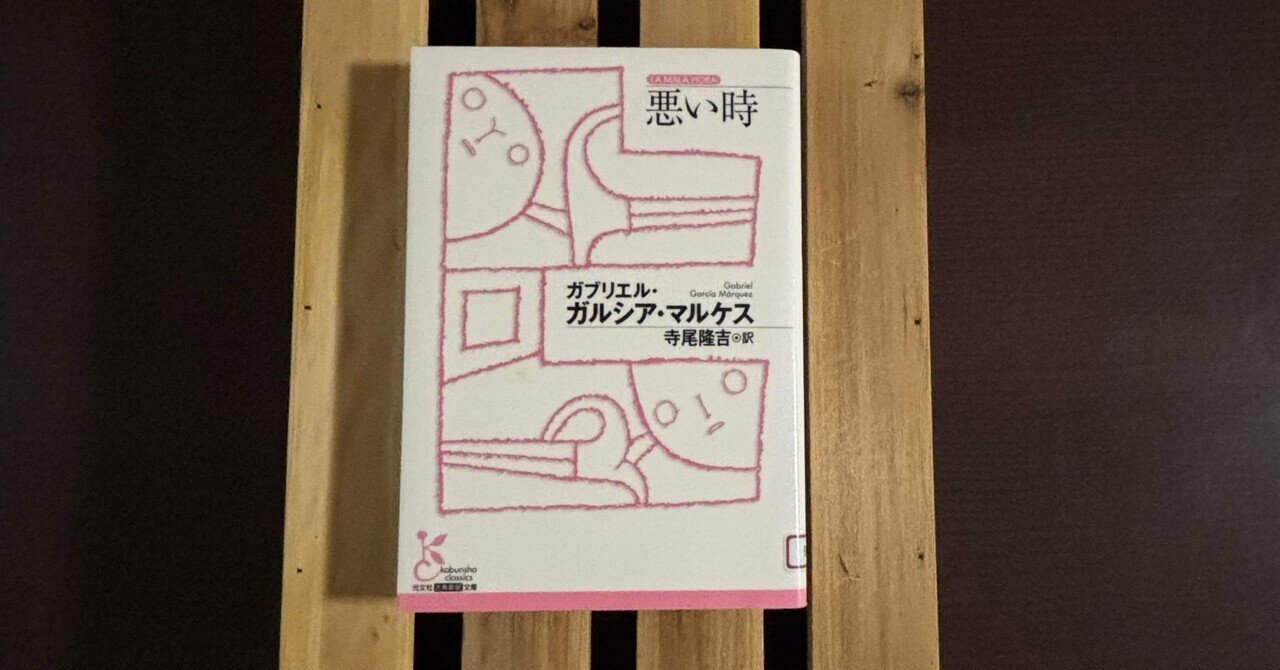 LA MALA HORA
悪い時
Gabriel
García Márquez
ガブリエル・
ガルシア・マルケス
寺尾隆吉◉訳
kobunsha
classics
光文社古典新訳文庫